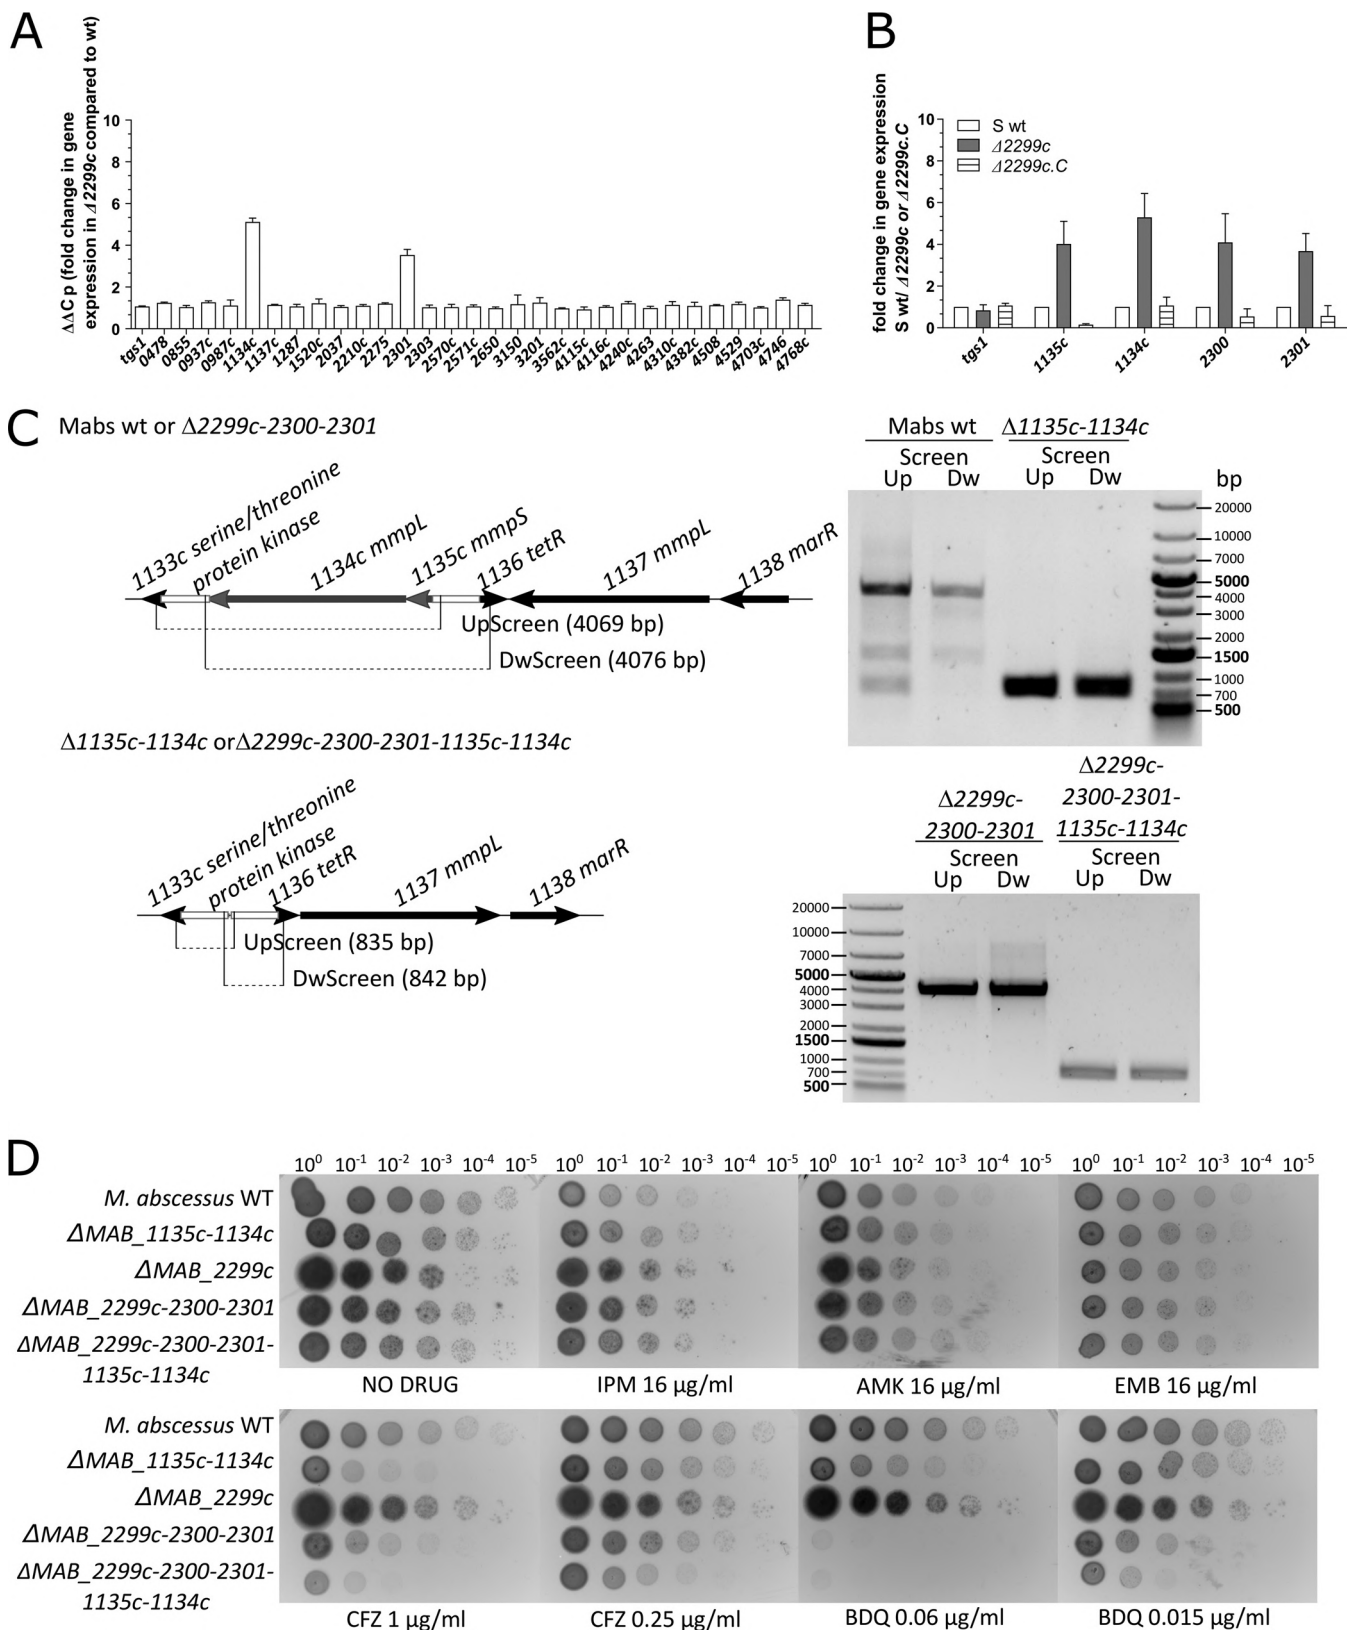 A
ΔΔCp (fold change in gene
expression in Δ2299c compared to wt)
10
8
6
4
2
0
tgs1 0478 0855 0937c 0987c 1134c 1137c 1287 1520c 2037 2210c 2275 2301 2303 2570c 2571c 2650 3150 3201 3562c 4115c 4116c 4240c 4263 4310c 4382c 4508 4529 4703c 4746 4768c
B
fold change in gene expression
S wt/ Δ2299c or Δ2299c.C
10
8
6
4
2
0
S wt
Δ2299c
Δ2299c.C
tgs1 1135c 1134c 2300 2301
C
Mabs wt or Δ2299c-2300-2301
1133c serine/threonine
protein kinase
1134c mmpL
1135c mmpS
1136 tetR
1137 mmpL
1138 marR
UpScreen (4069 bp)
DwScreen (4076 bp)
Δ1135c-1134c orΔ2299c-2300-2301-1135c-1134c
1133c serine/threonine
protein kinase
1136 tetR
1137 mmpL
1138 marR
UpScreen (835 bp)
DwScreen (842 bp)
Mabs wt Δ1135c-1134c
Screen Screen
Up Dw Up Dw bp
20000
10000
7000
5000
4000
3000
2000
1500
1000
700
500
Δ2299c-
2300-2301
Δ2299c-
2300-2301-
1135c-1134c
Screen Screen
Up Dw Up Dw
20000
10000
7000
5000
4000
3000
2000
1500
1000
700
500
D
10⁰ 10⁻¹ 10⁻² 10⁻³ 10⁻⁴ 10⁻⁵ 10⁰ 10⁻¹ 10⁻² 10⁻³ 10⁻⁴ 10⁻⁵ 10⁰ 10⁻¹ 10⁻² 10⁻³ 10⁻⁴ 10⁻⁵ 10⁰ 10⁻¹ 10⁻² 10⁻³ 10⁻⁴ 10⁻⁵
M. abscessus WT
ΔMAB_1135c-1134c
ΔMAB_2299c
ΔMAB_2299c-2300-2301
ΔMAB_2299c-2300-2301-
1135c-1134c
NO DRUG IPM 16 µg/ml AMK 16 µg/ml EMB 16 µg/ml
M. abscessus WT
ΔMAB_1135c-1134c
ΔMAB_2299c
ΔMAB_2299c-2300-2301
ΔMAB_2299c-2300-2301-
1135c-1134c
CFZ 1 µg/ml CFZ 0.25 µg/ml BDQ 0.06 µg/ml BDQ 0.015 µg/ml